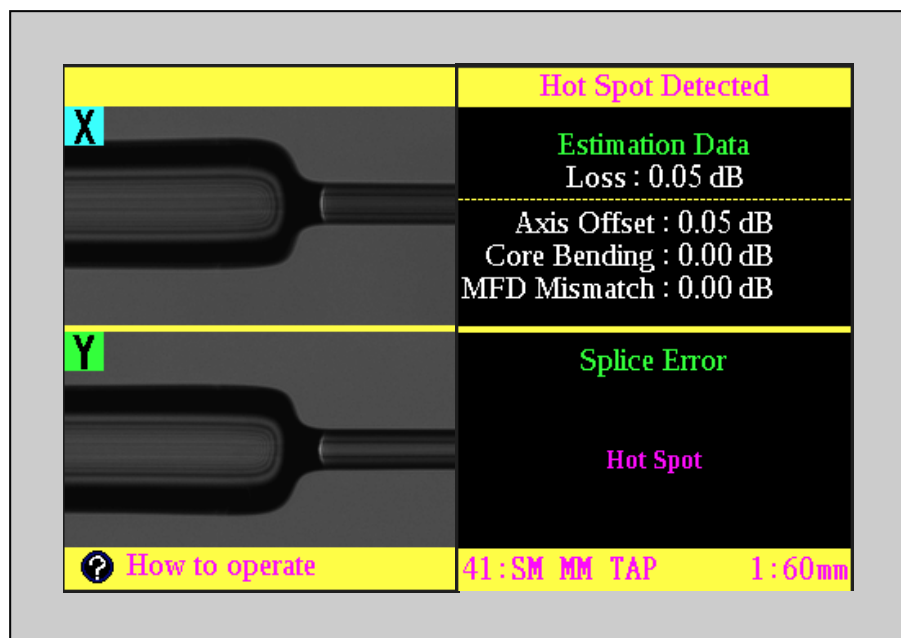 Hot Spot Detected
X
Estimation Data
Loss : 0.05 dB
Axis Offset : 0.05 dB
Core Bending : 0.00 dB
MFD Mismatch : 0.00 dB
Y
Splice Error
Hot Spot
? How to operate
41:SM MM TAP 1:60mm